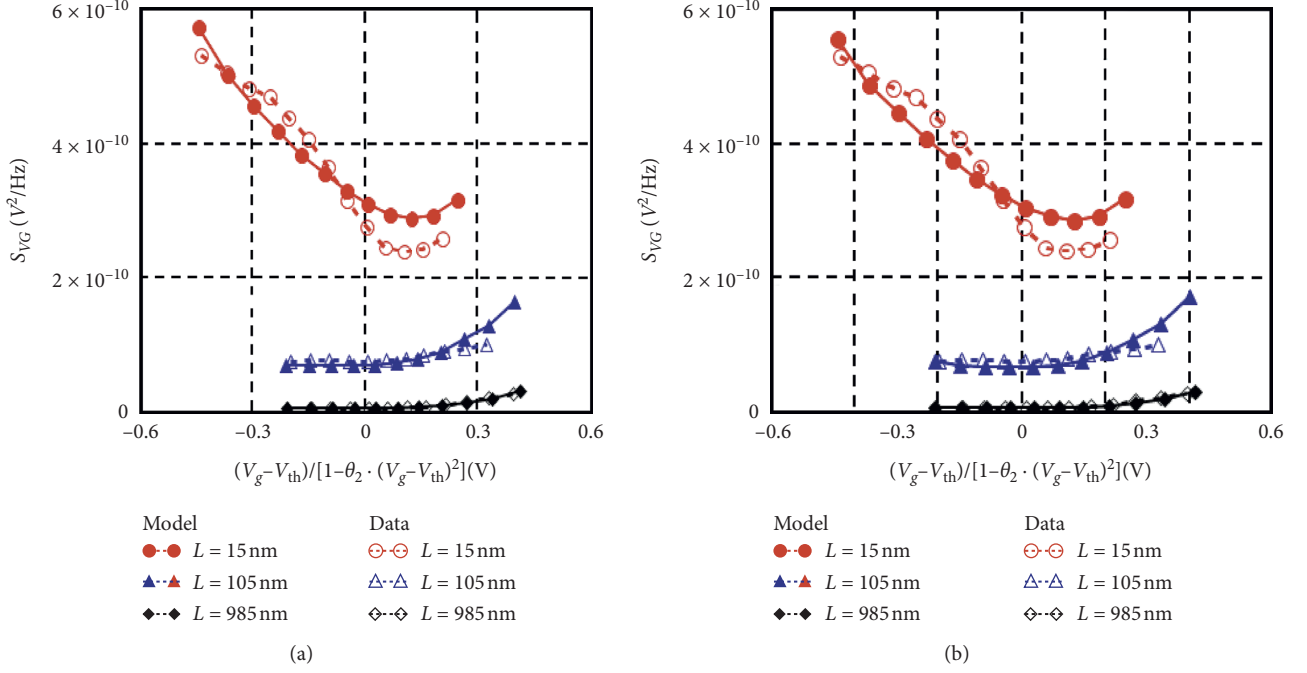 6 × 10⁻¹⁰
4 × 10⁻¹⁰
2 × 10⁻¹⁰
0
S_VG (V²/Hz)
−0.6
−0.3
0
0.3
0.6
(V_g–V_th)/[1–θ₂ · (V_g–V_th)²](V)
Model
L = 15 nm
L = 105 nm
L = 985 nm
Data
L = 15 nm
L = 105 nm
L = 985 nm
(a)
6 × 10⁻¹⁰
4 × 10⁻¹⁰
2 × 10⁻¹⁰
0
S_VG (V²/Hz)
−0.6
−0.3
0
0.2
0.6
(V_g–V_th)/[1–θ₂ · (V_g–V_th)²](V)
Model
L = 15 nm
L = 105 nm
L = 985 nm
Data
L = 15 nm
L = 105 nm
L = 985 nm
(b)